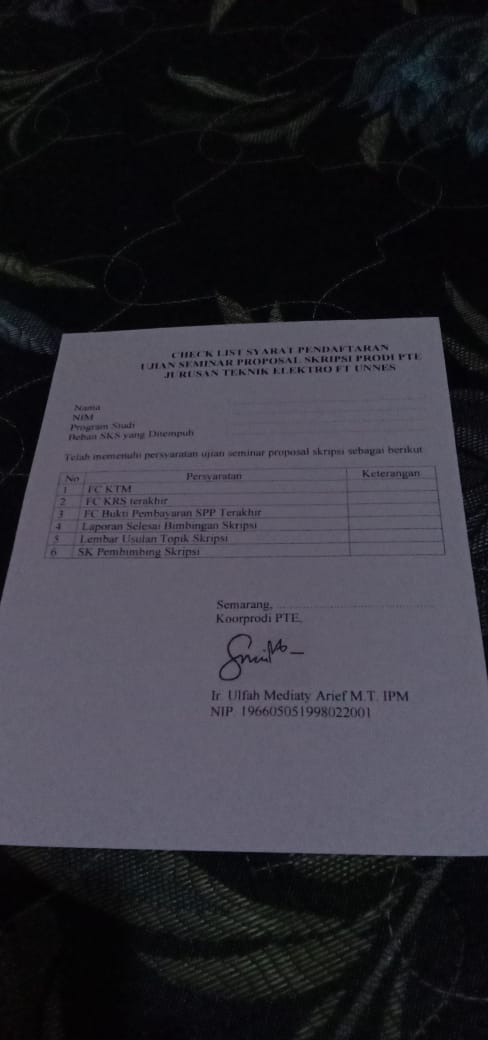 CHECK LIST SYARAT PENDAFTARAN
UJIAN SEMINAR PROPOSAL SKRIPSI PRODI PTE
JURUSAN TEKNIK ELEKTRO FT UNNES
Nama
NIM
Program Studi
Beban SKS yang Ditempuh
Telah memenuhi persyaratan ujian seminar proposal skripsi sebagai berikut
No Persyaratan Keterangan
1 FC KTM
2 FC KRS terakhir
3 FC Bukti Pembayaran SPP Terakhir
4 Laporan Selesai Bimbingan Skripsi
5 Lembar Usulan Topik Skripsi
6 SK Pembimbing Skripsi
Semarang, ........................................
Koorprodi PTE,
Ir. Ulfah Mediaty Arief M.T. IPM
NIP. 196605051998022001